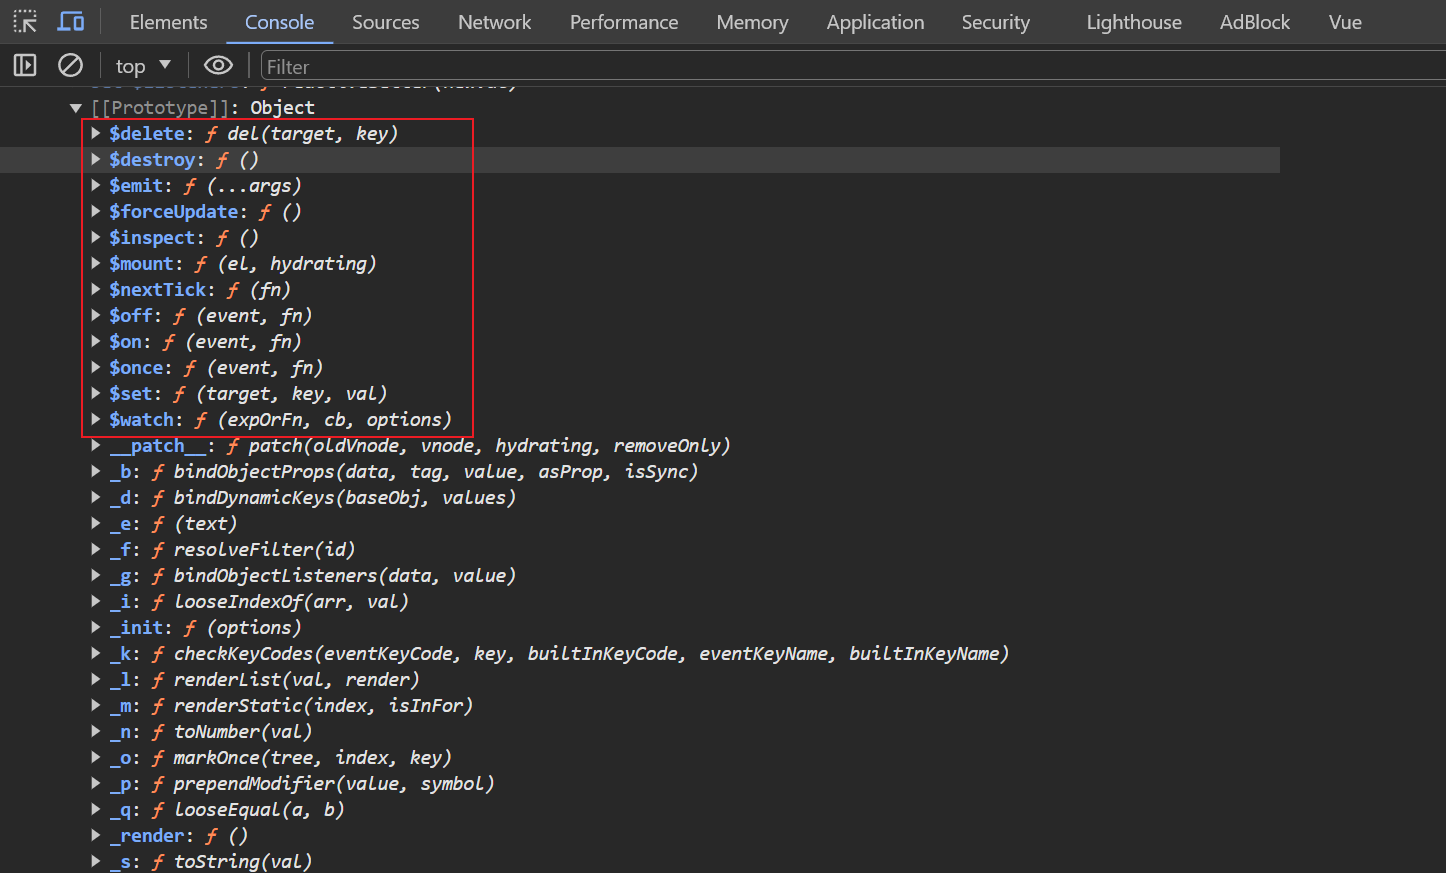 Elements Console Sources Network Performance Memory Application Security Lighthouse AdBlock Vue
top Filter
[[Prototype]]: Object
$delete: ƒ del(target, key)
$destroy: ƒ ()
$emit: ƒ (...args)
$forceUpdate: ƒ ()
$inspect: ƒ ()
$mount: ƒ (el, hydrating)
$nextTick: ƒ (fn)
$off: ƒ (event, fn)
$on: ƒ (event, fn)
$once: ƒ (event, fn)
$set: ƒ (target, key, val)
$watch: ƒ (expOrFn, cb, options)
__patch__: ƒ patch(oldVnode, vnode, hydrating, removeOnly)
_b: ƒ bindObjectProps(data, tag, value, asProp, isSync)
_d: ƒ bindDynamicKeys(baseObj, values)
_e: ƒ (text)
_f: ƒ resolveFilter(id)
_g: ƒ bindObjectListeners(data, value)
_i: ƒ looseIndexOf(arr, val)
_init: ƒ (options)
_k: ƒ checkKeyCodes(eventKeyCode, key, builtInKeyCode, eventKeyName, builtInKeyName)
_l: ƒ renderList(val, render)
_m: ƒ renderStatic(index, isInFor)
_n: ƒ toNumber(val)
_o: ƒ markOnce(tree, index, key)
_p: ƒ prependModifier(value, symbol)
_q: ƒ looseEqual(a, b)
_render: ƒ ()
_s: ƒ toString(val)